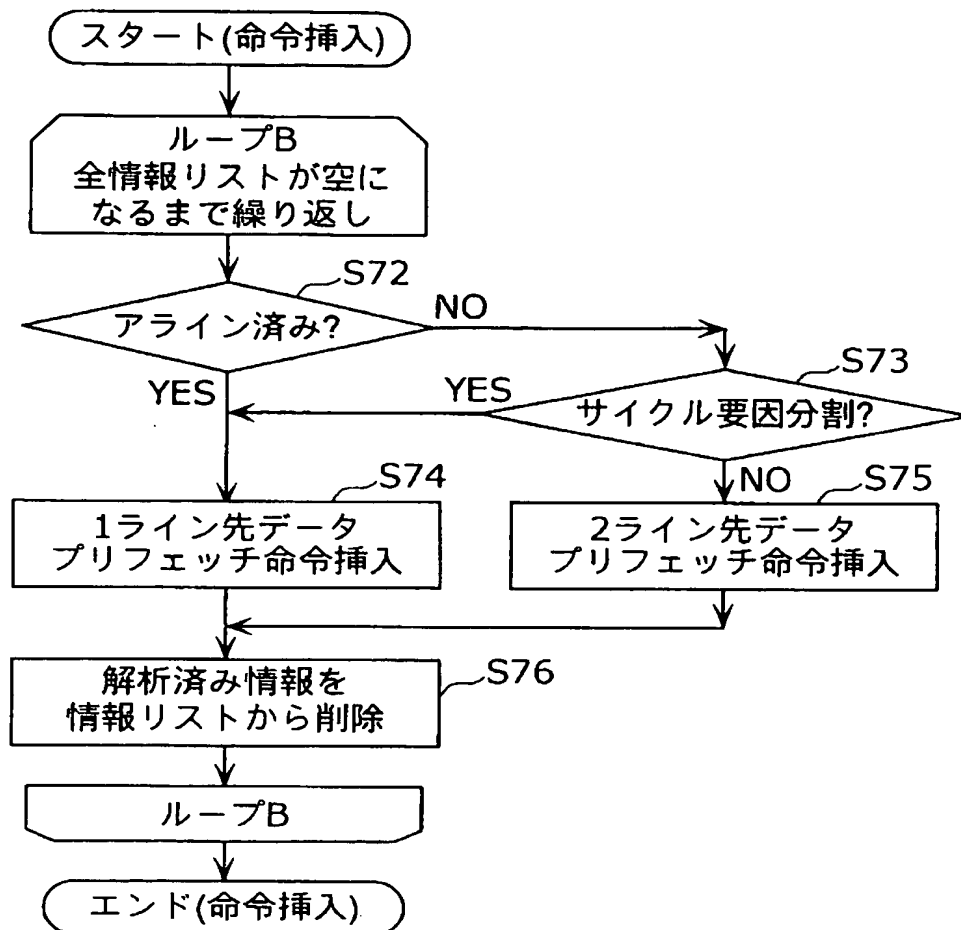 スタート(命令挿入)
ループB
全情報リストが空に
なるまで繰り返し
S72
アライン済み?
NO
YES
S73
サイクル要因分割?
YES
NO
S74
1ライン先データ
プリフェッチ命令挿入
S75
2ライン先データ
プリフェッチ命令挿入
S76
解析済み情報を
情報リストから削除
ループB
エンド(命令挿入)